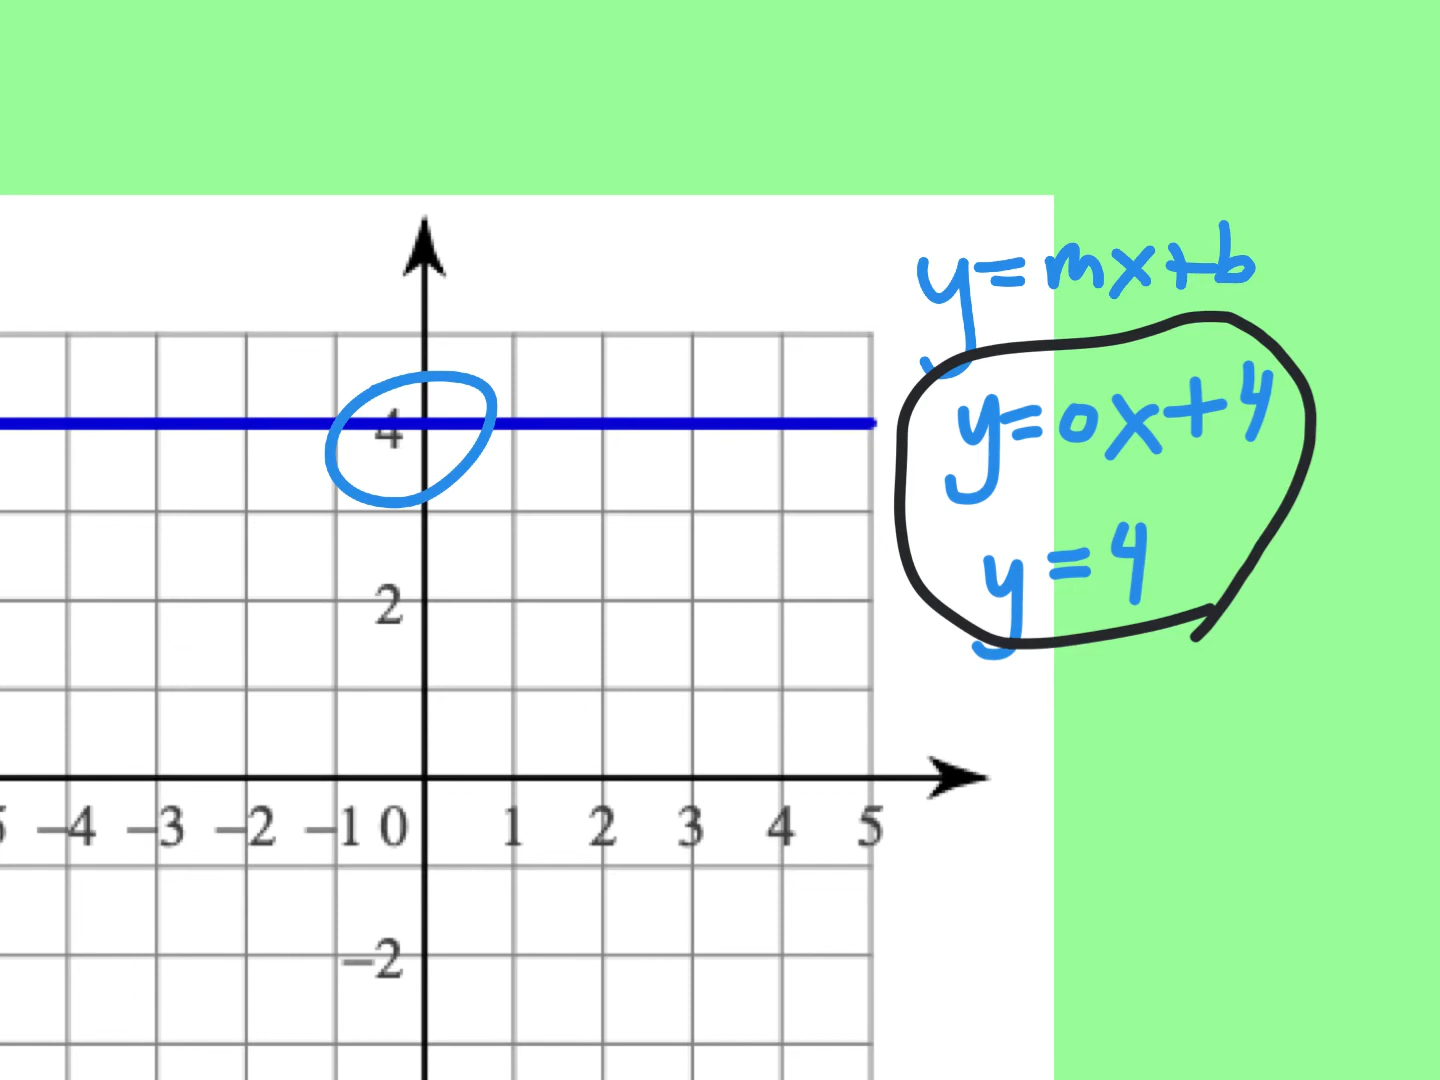 y=mx+b
y=0x+4
y=4
4
2
–4 –3 –2 –1 0 1 2 3 4 5
–2